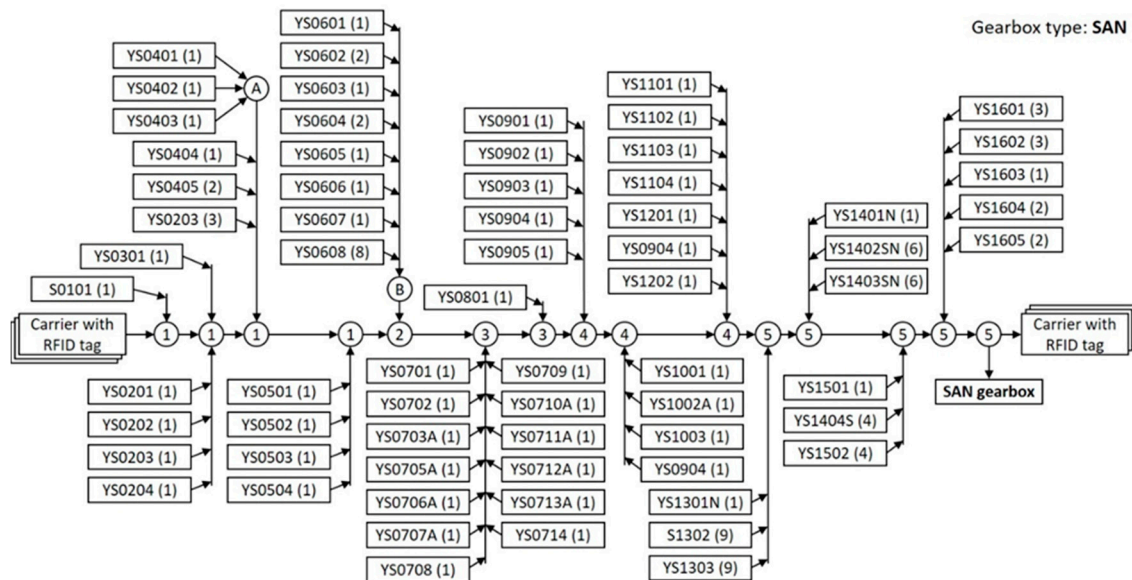 Gearbox type: SAN
YS0401 (1)
YS0402 (1)
YS0403 (1)
A
YS0404 (1)
YS0405 (2)
YS0203 (3)
YS0301 (1)
S0101 (1)
YS0601 (1)
YS0602 (2)
YS0603 (1)
YS0604 (2)
YS0605 (1)
YS0606 (1)
YS0607 (1)
YS0608 (8)
B
YS0801 (1)
YS0901 (1)
YS0902 (1)
YS0903 (1)
YS0904 (1)
YS0905 (1)
YS1101 (1)
YS1102 (1)
YS1103 (1)
YS1104 (1)
YS1201 (1)
YS0904 (1)
YS1202 (1)
YS1401N (1)
YS1402SN (6)
YS1403SN (6)
YS1601 (3)
YS1602 (3)
YS1603 (1)
YS1604 (2)
YS1605 (2)
Carrier with
RFID tag
1 1 1 1 2 3 3 4 4 4 5 5 5 5 5
Carrier with
RFID tag
YS0201 (1)
YS0202 (1)
YS0203 (1)
YS0204 (1)
YS0501 (1)
YS0502 (1)
YS0503 (1)
YS0504 (1)
YS0701 (1)
YS0702 (1)
YS0703A (1)
YS0705A (1)
YS0706A (1)
YS0707A (1)
YS0708 (1)
YS0709 (1)
YS0710A (1)
YS0711A (1)
YS0712A (1)
YS0713A (1)
YS0714 (1)
YS1001 (1)
YS1002A (1)
YS1003 (1)
YS0904 (1)
YS1301N (1)
S1302 (9)
YS1303 (9)
YS1501 (1)
YS1404S (4)
YS1502 (4)
SAN gearbox